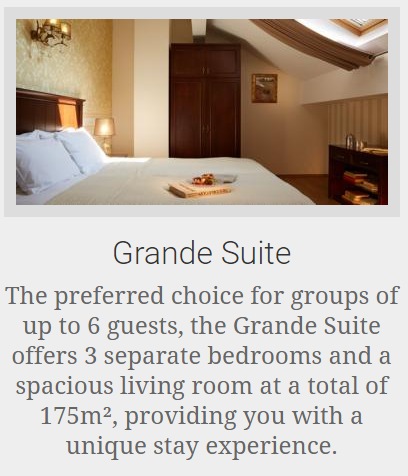 Grande Suite
The preferred choice for groups of
up to 6 guests, the Grande Suite
offers 3 separate bedrooms and a
spacious living room at a total of
175m², providing you with a
unique stay experience.